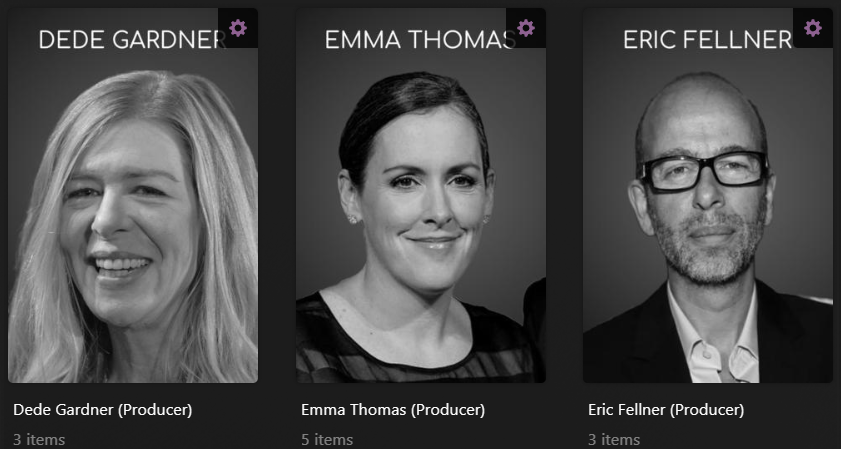 DEDE GARDNER
EMMA THOMAS
ERIC FELLNER
Dede Gardner (Producer)
3 items
Emma Thomas (Producer)
5 items
Eric Fellner (Producer)
3 items